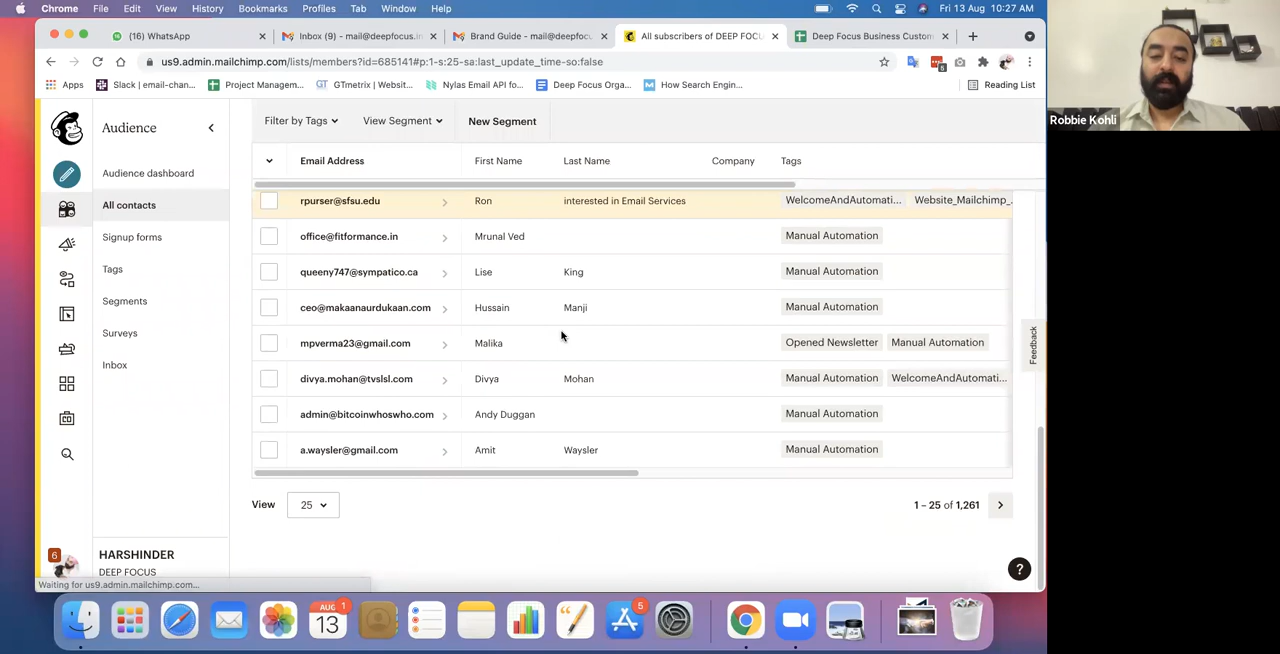 Chrome File Edit View History Bookmarks Profiles Tab Window Help Fri 13 Aug 10:27 AM
(16) WhatsApp Inbox (9) - mail@deepfocus.in Brand Guide - mail@deepfoc All subscribers of DEEP FOCU Deep Focus Business Custom
us9.admin.mailchimp.com/lists/members?id=685141#p:1-s:25-sa:last_update_time-so:false
6
Apps Slack | email-chan... Project Managem... GTmetrix | Websit... Nylas Email API fo... Deep Focus Orga... How Search Engin... Reading List
Robbie Kohli
Audience
Audience dashboard
All contacts
Signup forms
Tags
Segments
Surveys
Inbox
Filter by Tags View Segment New Segment
Email Address First Name Last Name Company Tags
rpurser@sfsu.edu Ron interested in Email Services WelcomeAndAutomati... Website_Mailchimp_...
office@fitformance.in Mrunal Ved Manual Automation
queeny747@sympatico.ca Lise King Manual Automation
ceo@makaanaurdukaan.com Hussain Manji Manual Automation
mpverma23@gmail.com Malika Opened Newsletter Manual Automation
divya.mohan@tvslsl.com Divya Mohan Manual Automation WelcomeAndAutomati...
admin@bitcoinwhoswho.com Andy Duggan Manual Automation
a.waysler@gmail.com Amit Waysler Manual Automation
Feedback
View 25 1 – 25 of 1,261
6 HARSHINDER
DEEP FOCUS
?
Waiting for us9.admin.mailchimp.com...
AUG 1
13
5